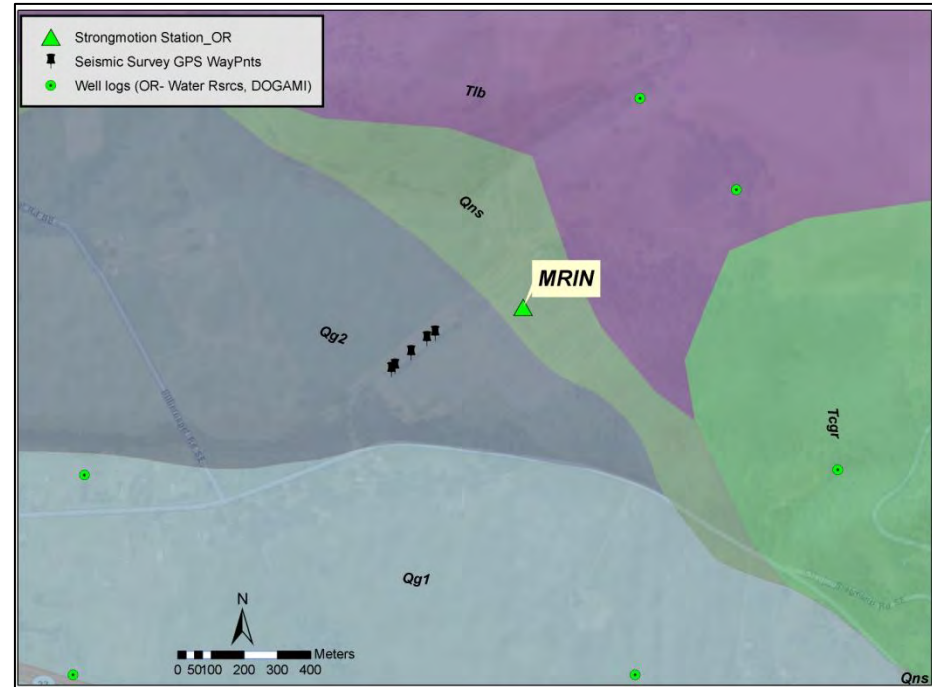 Strongmotion Station_OR
Seismic Survey GPS WayPnts
Well logs (OR- Water Rsrcs, DOGAMI)
Tlb
Qns
MRIN
Qg2
Tcgr
Qg1
N
Meters
0 50100 200 300 400
Qns